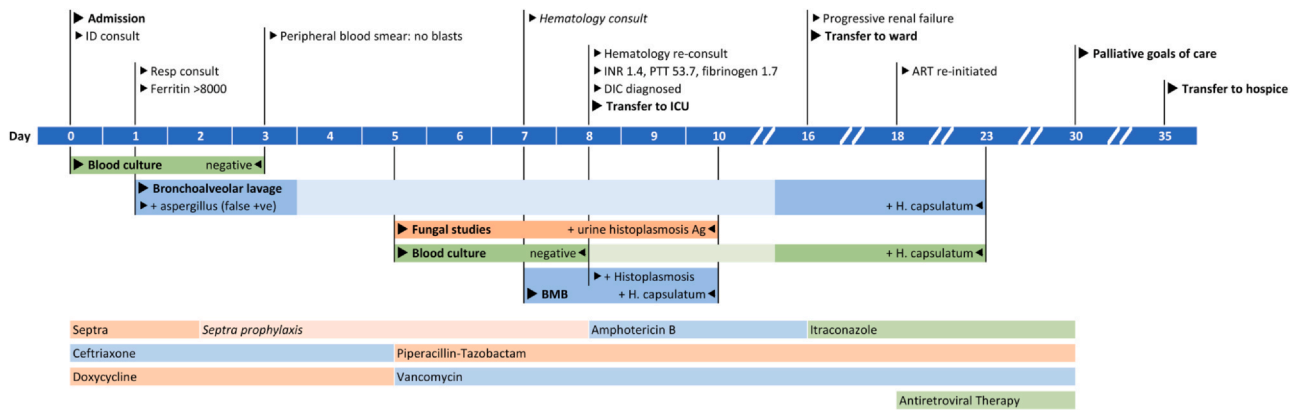 ▶ Admission
▶ ID consult
▶ Peripheral blood smear: no blasts
▶ Resp consult
▶ Ferritin >8000
▶ Hematology consult
▶ Hematology re-consult
▶ INR 1.4, PTT 53.7, fibrinogen 1.7
▶ DIC diagnosed
▶ Transfer to ICU
▶ Progressive renal failure
▶ Transfer to ward
▶ ART re-initiated
▶ Palliative goals of care
▶ Transfer to hospice
Day 0 1 2 3 5 6 7 8 9 10 16 18 23 30 35
▶ Blood culture negative ◀
▶ Bronchoalveolar lavage
▶ + aspergillus (false +ve) + H. capsulatum ◀
▶ Fungal studies + urine histoplasmosis Ag ◀
▶ Blood culture negative ◀ + H. capsulatum ◀
▶ + Histoplasmosis
▶ BMB + H. capsulatum ◀
Septra Septra prophylaxis Amphotericin B Itraconazole
Ceftriaxone Piperacillin-Tazobactam
Doxycycline Vancomycin
Antiretroviral Therapy